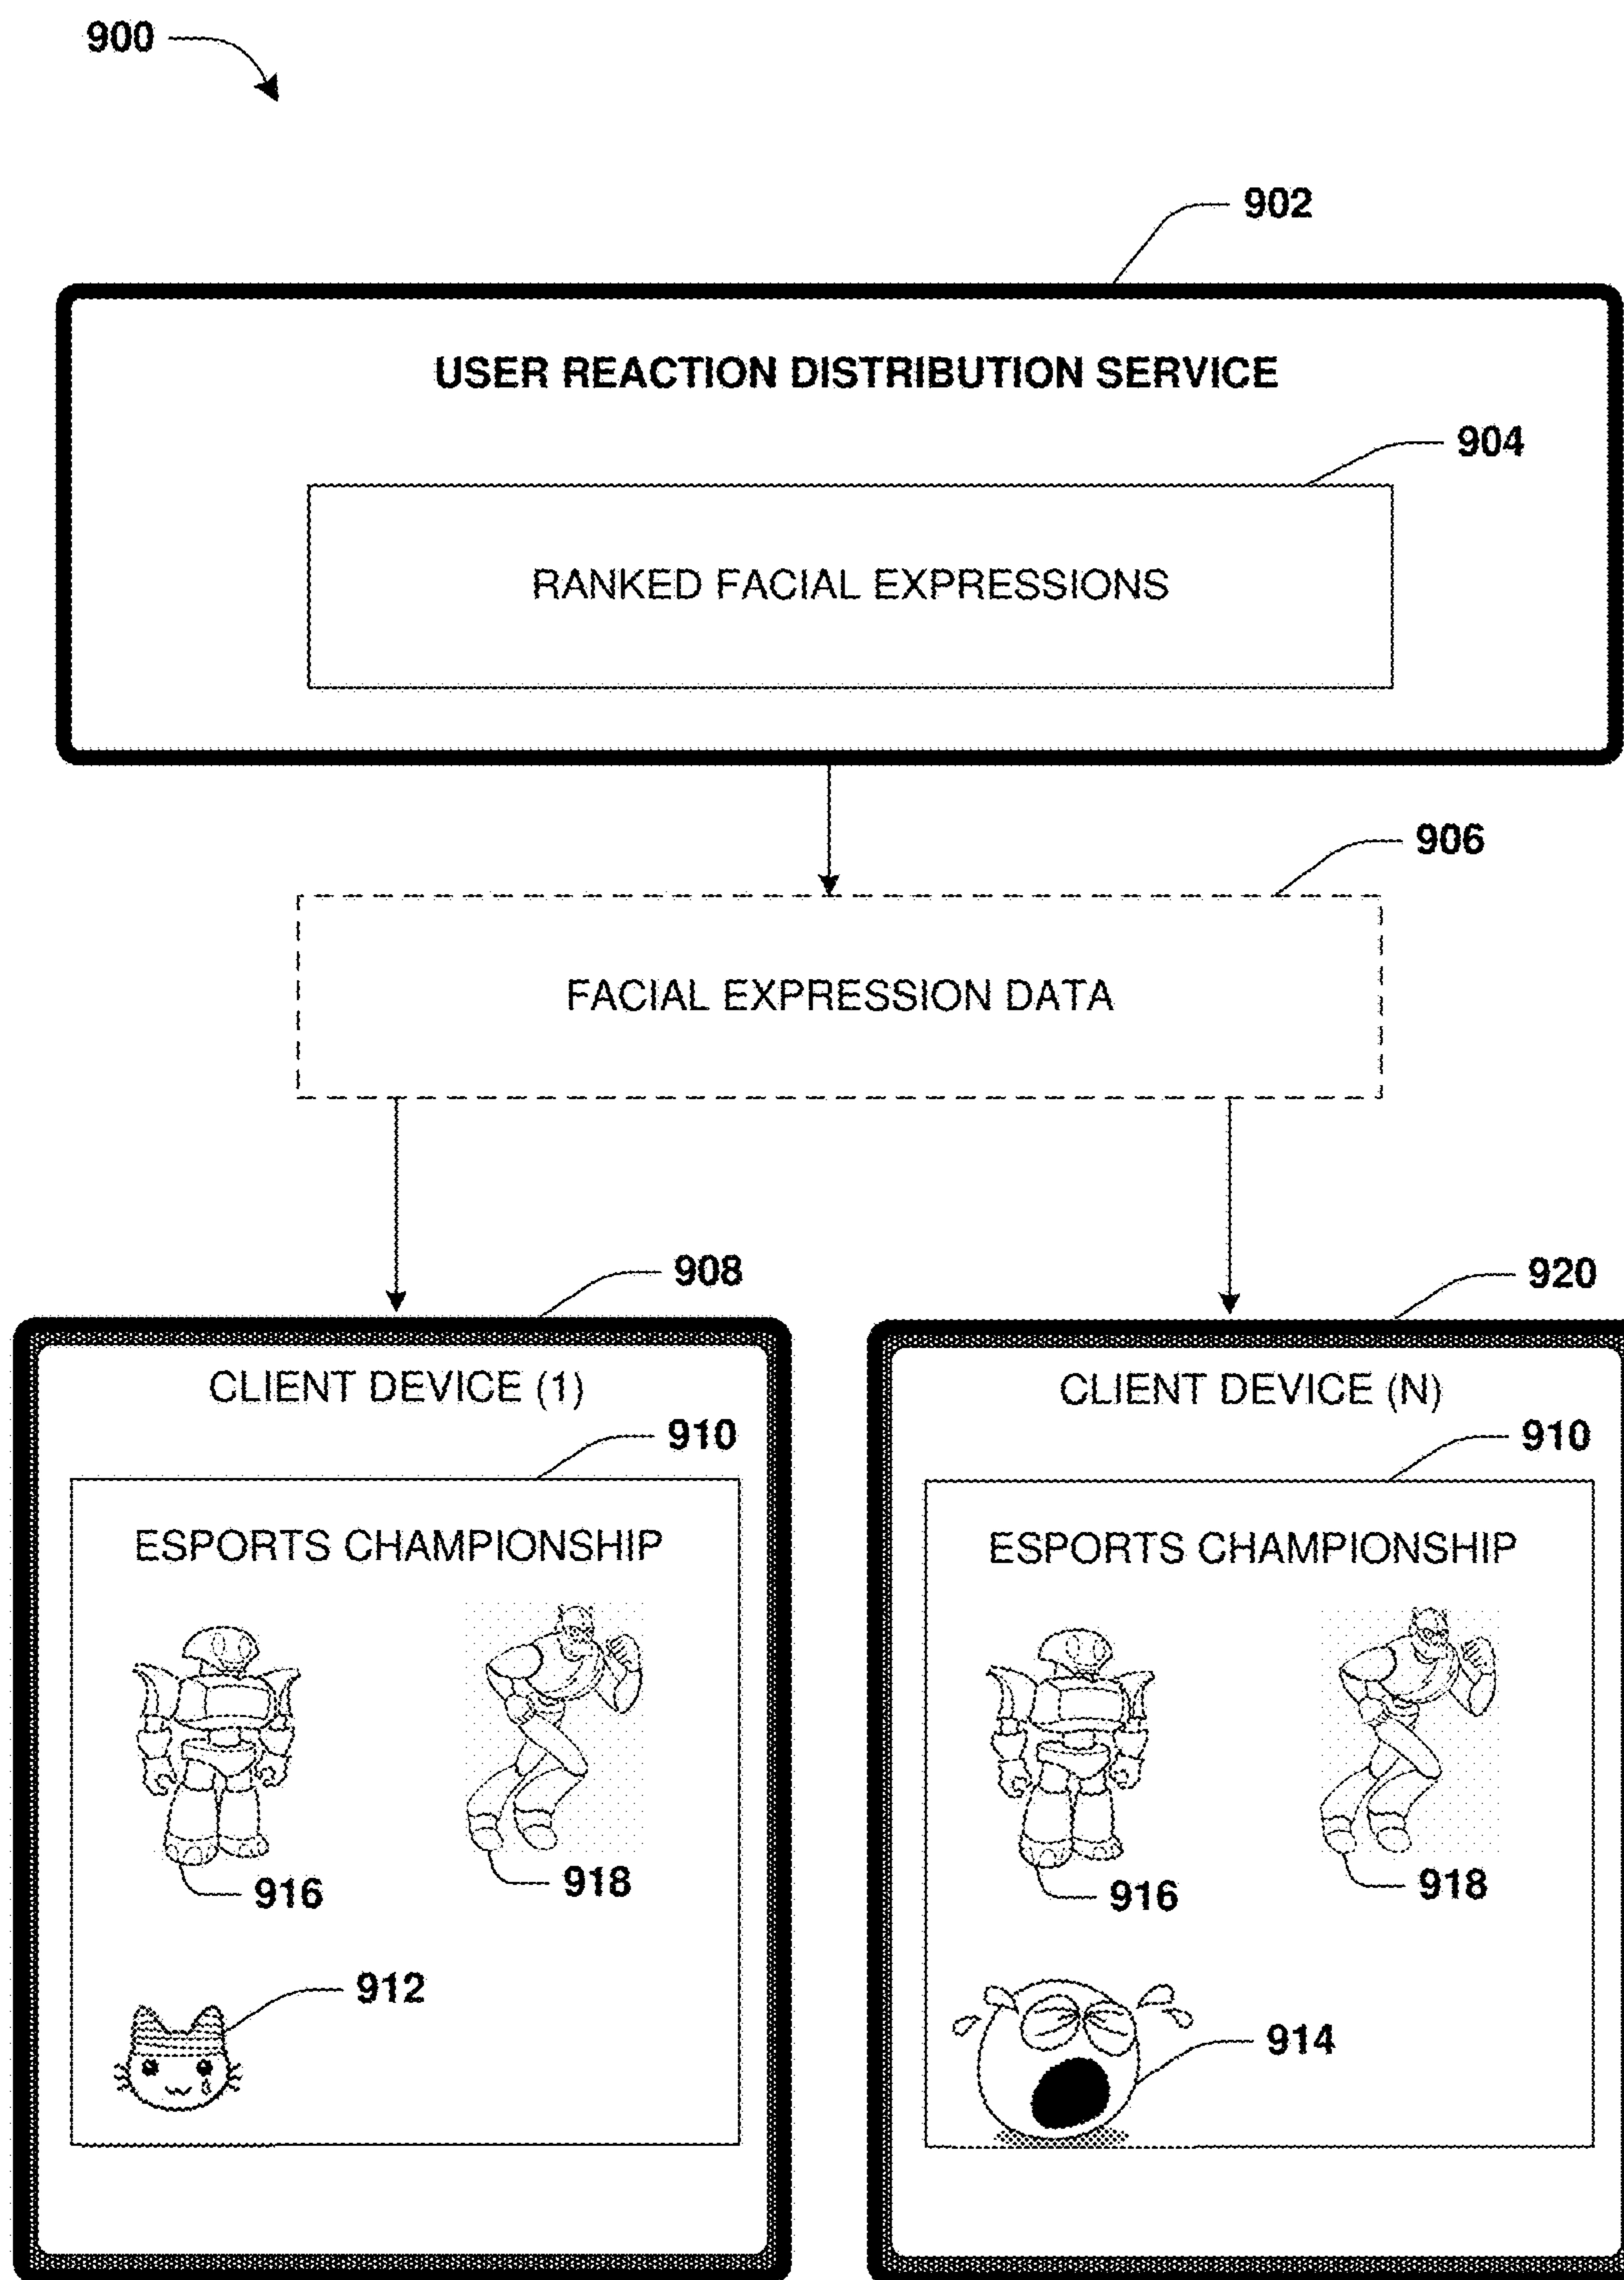 900
902
USER REACTION DISTRIBUTION SERVICE
904
RANKED FACIAL EXPRESSIONS
906
FACIAL EXPRESSION DATA
908
CLIENT DEVICE (1)
910
ESPORTS CHAMPIONSHIP
916
918
912
920
CLIENT DEVICE (N)
910
ESPORTS CHAMPIONSHIP
916
918
914